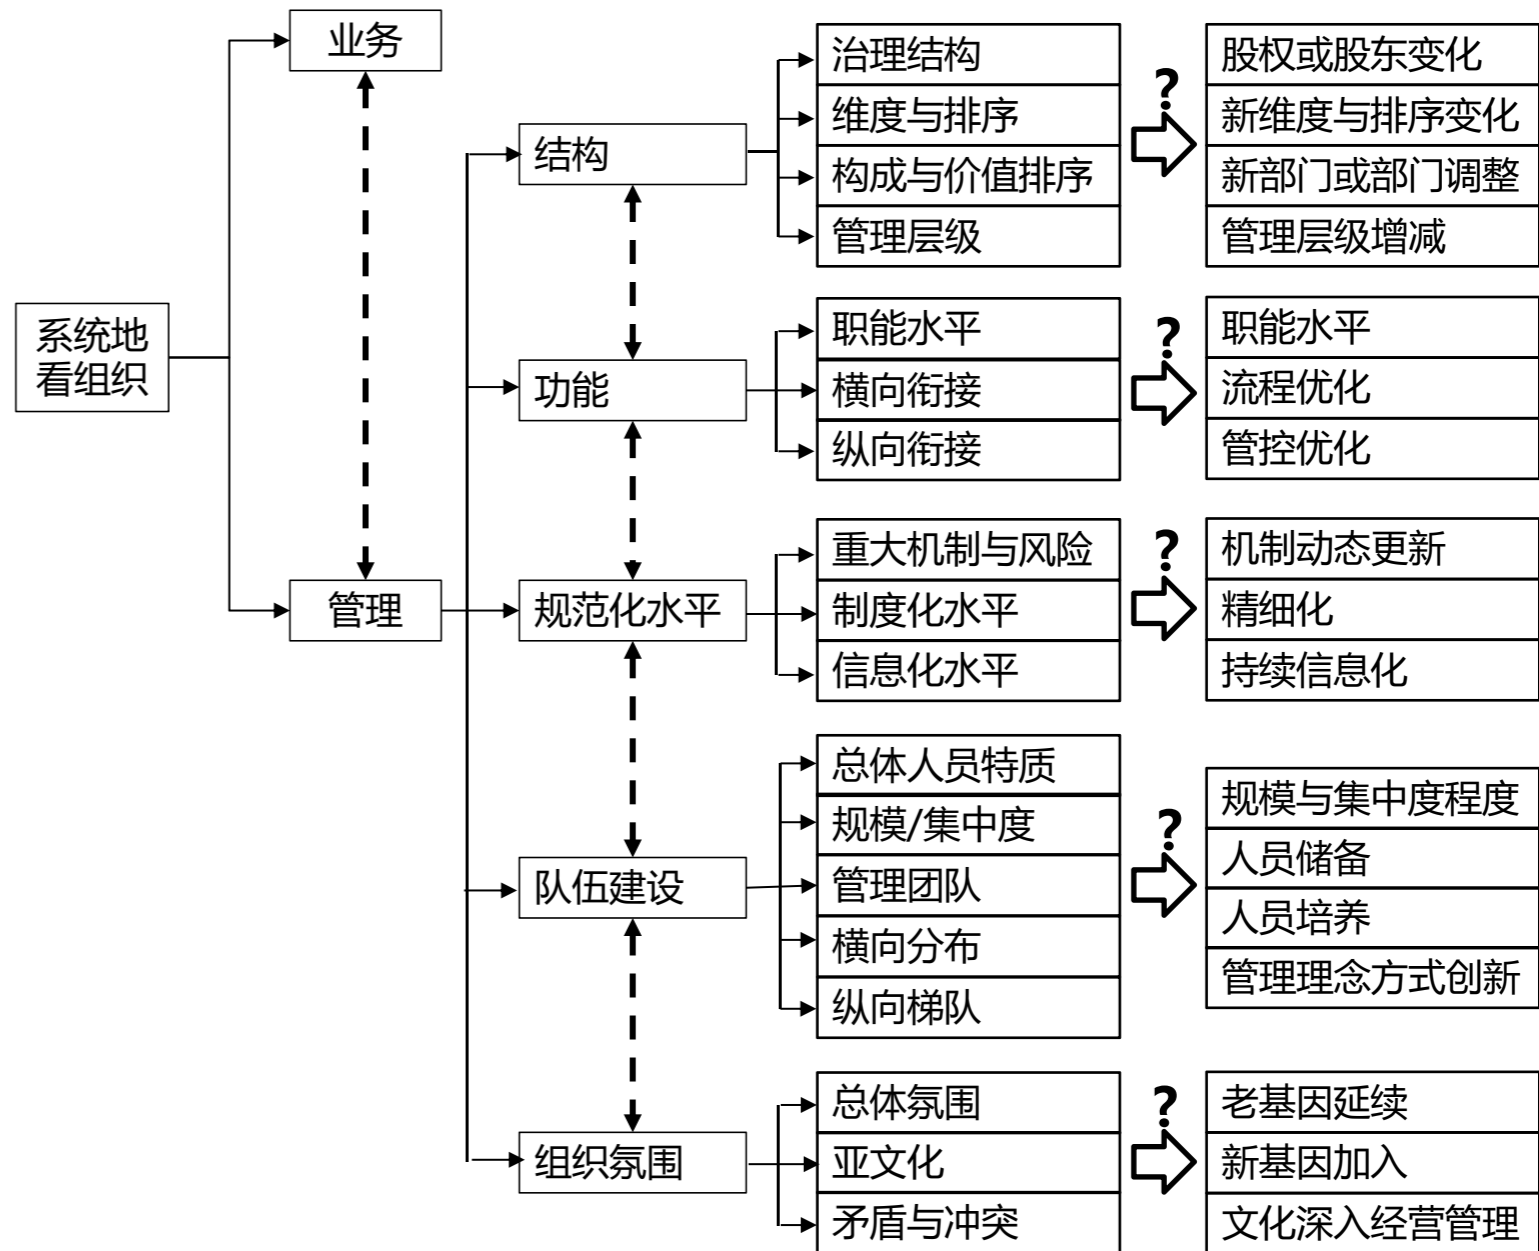 系统地
看组织
业务
管理
结构
功能
规范化水平
队伍建设
组织氛围
治理结构
维度与排序
构成与价值排序
管理层级
?
股权或股东变化
新维度与排序变化
新部门或部门调整
管理层级增减
职能水平
横向衔接
纵向衔接
?
职能水平
流程优化
管控优化
重大机制与风险
制度化水平
信息化水平
?
机制动态更新
精细化
持续信息化
总体人员特质
规模/集中度
管理团队
横向分布
纵向梯队
?
规模与集中度程度
人员储备
人员培养
管理理念方式创新
总体氛围
亚文化
矛盾与冲突
?
老基因延续
新基因加入
文化深入经营管理